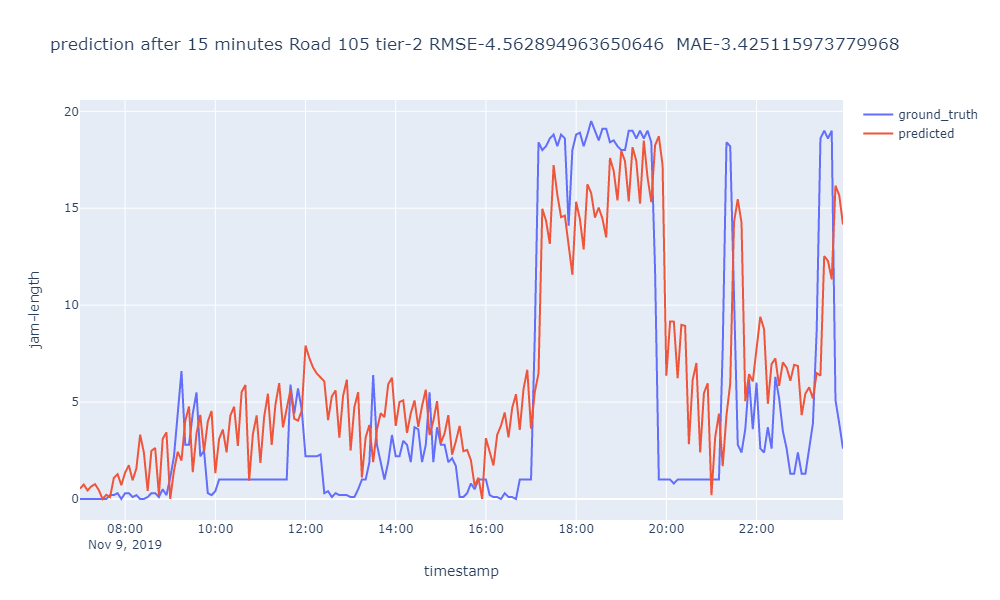 prediction after 15 minutes Road 105 tier-2 RMSE-4.562894963650646  MAE-3.425115973779968
ground_truth
predicted
20
15
10
5
0
jam-length
08:00 10:00 12:00 14:00 16:00 18:00 20:00 22:00
Nov 9, 2019
timestamp